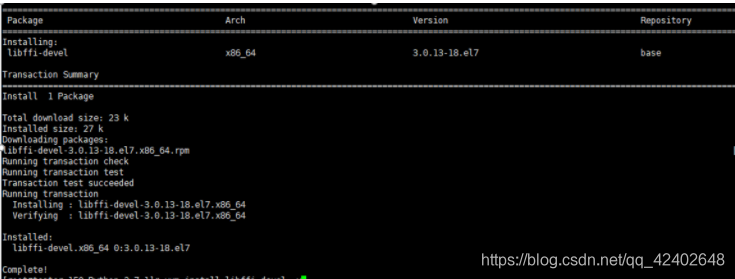 Package Arch Version Repository
Installing:
libffi-devel x86_64 3.0.13-18.el7 base
Transaction Summary
Install 1 Package
Total download size: 23 k
Installed size: 27 k
Downloading packages:
libffi-devel-3.0.13-18.el7.x86_64.rpm
Running transaction check
Running transaction test
Transaction test succeeded
Running transaction
Installing : libffi-devel-3.0.13-18.el7.x86_64
Verifying : libffi-devel-3.0.13-18.el7.x86_64
Installed:
libffi-devel.x86_64 0:3.0.13-18.el7
Complete!
https://blog.csdn.net/qq_42402648